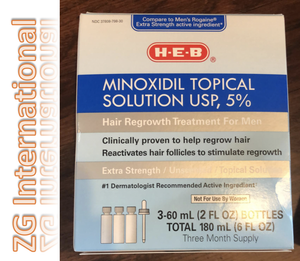 ZG International
Compare to Men's Rogaine®
Extra Strength active ingredient*
H-E-B
MINOXIDIL TOPICAL
SOLUTION USP, 5%
Hair Regrowth Treatment For Men
Clinically proven to help regrow hair
Reactivates hair follicles to stimulate regrowth
Extra Strength / Unscented / Topical Solution
#1 Dermatologist Recommended Active Ingredient
Not For Use By Women
3-60 mL (2 FL OZ) BOTTLES
TOTAL 180 mL (6 FL OZ)
Three Month Supply